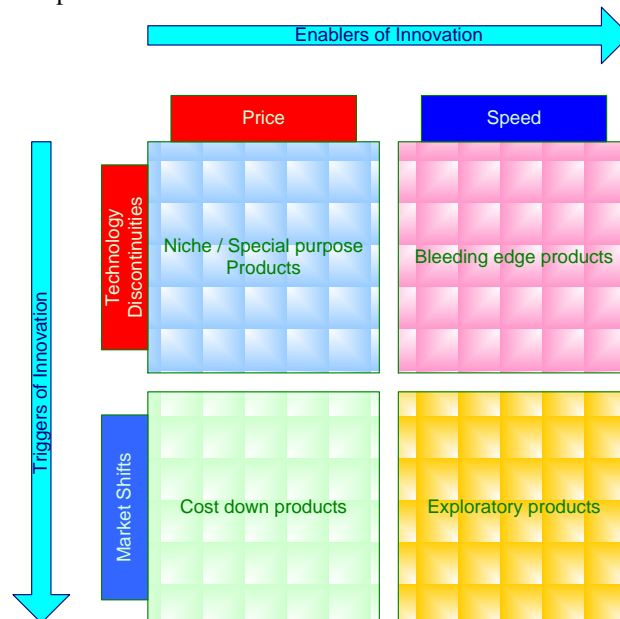 Enablers of Innovation
Price
Speed
Triggers of Innovation
Technology
Discontinuities
Niche / Special purpose
Products
Bleeding edge products
Market Shifts
Cost down products
Exploratory products